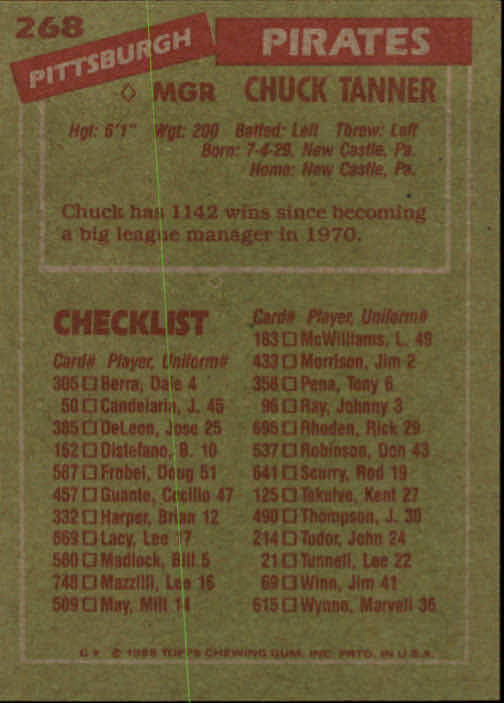 268
PITTSBURGH
PIRATES
MGR CHUCK TANNER
Hgt: 6'1" Wgt: 200 Batted: Left Threw: Left
Born: 7-4-29, New Castle, Pa.
Home: New Castle, Pa.
Chuck has 1142 wins since becoming
a big league manager in 1970.
CHECKLIST
Card# Player, Uniform#
305 Berra, Dale 4
50 Candelaria, J. 45
385 DeLeon, Jose 25
162 Distefano, B. 10
587 Frobel, Doug 51
457 Guante, Cecilio 47
332 Harper, Brian 12
669 Lacy, Lee 17
560 Madlock, Bill 5
748 Mazzilli, Lee 16
509 May, Milt 14
Card# Player, Uniform#
183 McWilliams, L. 49
433 Morrison, Jim 2
358 Pena, Tony 6
96 Ray, Johnny 3
695 Rhoden, Rick 29
537 Robinson, Don 43
641 Scurry, Rod 19
125 Tekulve, Kent 27
490 Thompson, J. 30
214 Tudor, John 24
21 Tunnell, Lee 22
69 Winn, Jim 41
615 Wynne, Marvell 36
© 1985 TOPPS CHEWING GUM, INC. PRTD. IN U.S.A.